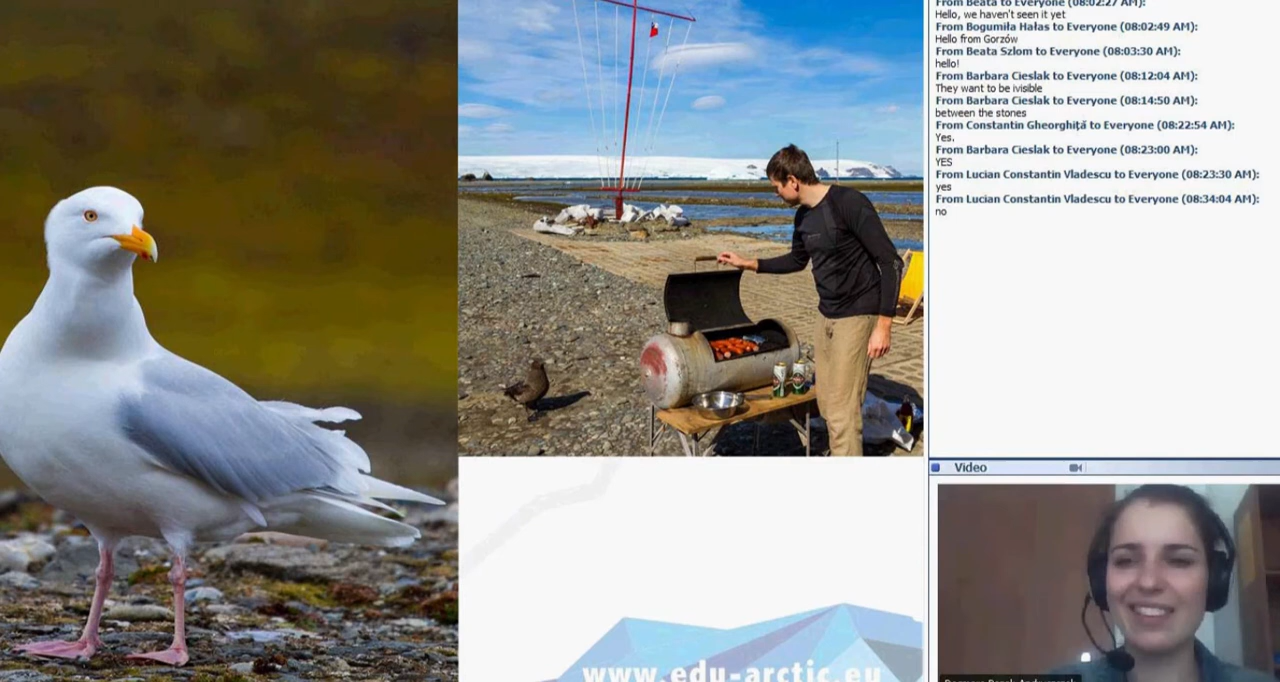 From Beata to Everyone (08:02:27 AM):
Hello, we haven't seen it yet
From Bogumiła Hałas to Everyone (08:02:49 AM):
Hello from Gorzów
From Beata Szlom to Everyone (08:03:30 AM):
hello!
From Barbara Cieslak to Everyone (08:12:04 AM):
They want to be ivisible
From Barbara Cieslak to Everyone (08:14:50 AM):
between the stones
From Constantin Gheorghiță to Everyone (08:22:54 AM):
Yes.
From Barbara Cieslak to Everyone (08:23:00 AM):
YES
From Lucian Constantin Vladescu to Everyone (08:23:30 AM):
yes
From Lucian Constantin Vladescu to Everyone (08:34:04 AM):
no
Video
www.edu-arctic.eu